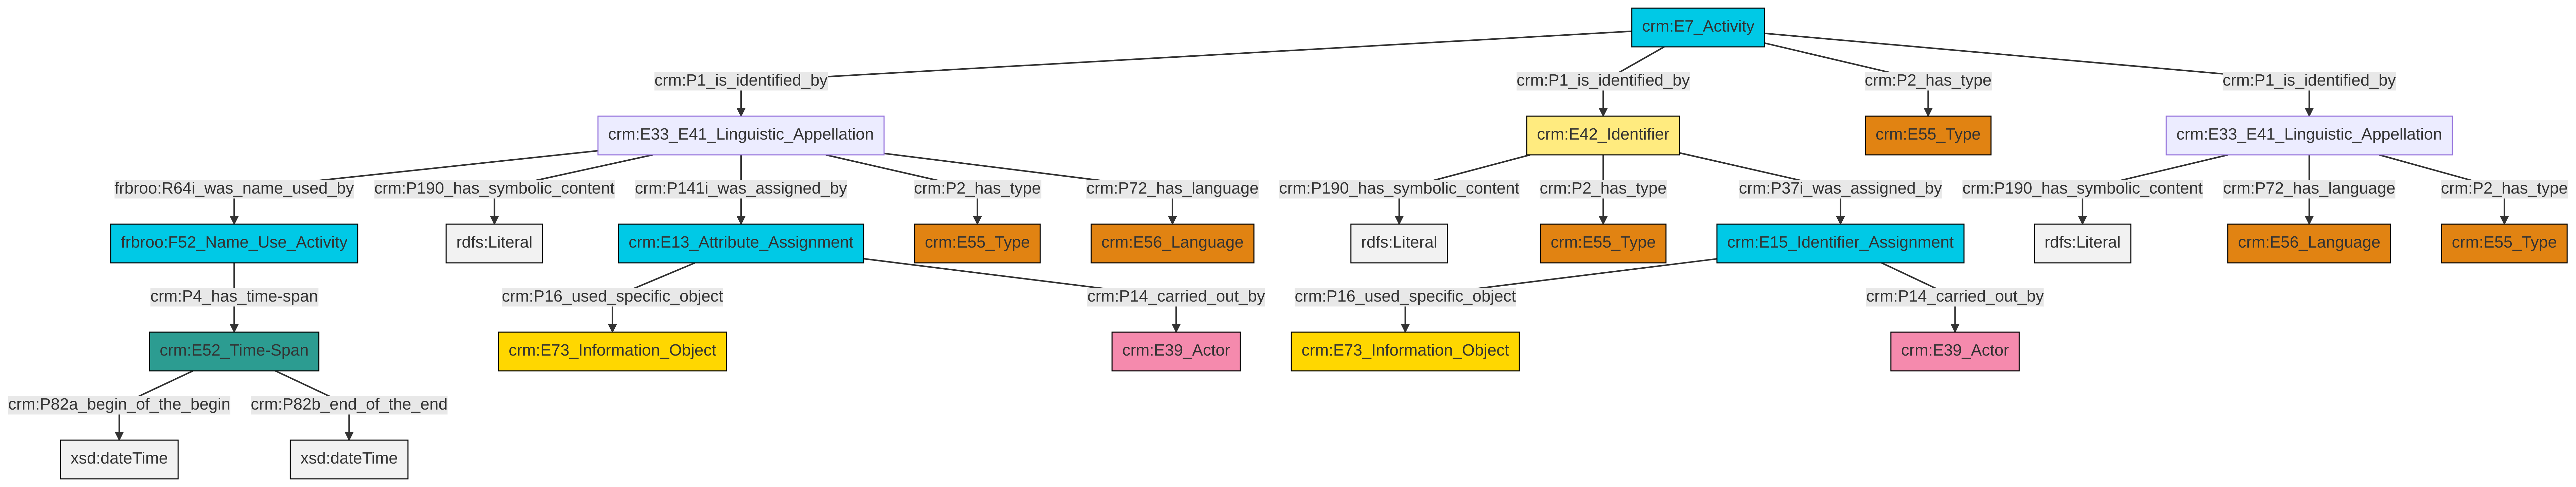 crm:E7_Activity
crm:P1_is_identified_by
crm:P1_is_identified_by
crm:P2_has_type
crm:P1_is_identified_by
crm:E33_E41_Linguistic_Appellation
crm:E42_Identifier
crm:E55_Type
crm:E33_E41_Linguistic_Appellation
frbroo:R64i_was_name_used_by
crm:P190_has_symbolic_content
crm:P141i_was_assigned_by
crm:P2_has_type
crm:P72_has_language
crm:P190_has_symbolic_content
crm:P2_has_type
crm:P37i_was_assigned_by
crm:P190_has_symbolic_content
crm:P72_has_language
crm:P2_has_type
frbroo:F52_Name_Use_Activity
rdfs:Literal
crm:E13_Attribute_Assignment
crm:E55_Type
crm:E56_Language
rdfs:Literal
crm:E55_Type
crm:E15_Identifier_Assignment
rdfs:Literal
crm:E56_Language
crm:E55_Type
crm:P4_has_time-span
crm:P16_used_specific_object
crm:P14_carried_out_by
crm:P16_used_specific_object
crm:P14_carried_out_by
crm:E52_Time-Span
crm:E73_Information_Object
crm:E39_Actor
crm:E73_Information_Object
crm:E39_Actor
crm:P82a_begin_of_the_begin
crm:P82b_end_of_the_end
xsd:dateTime
xsd:dateTime